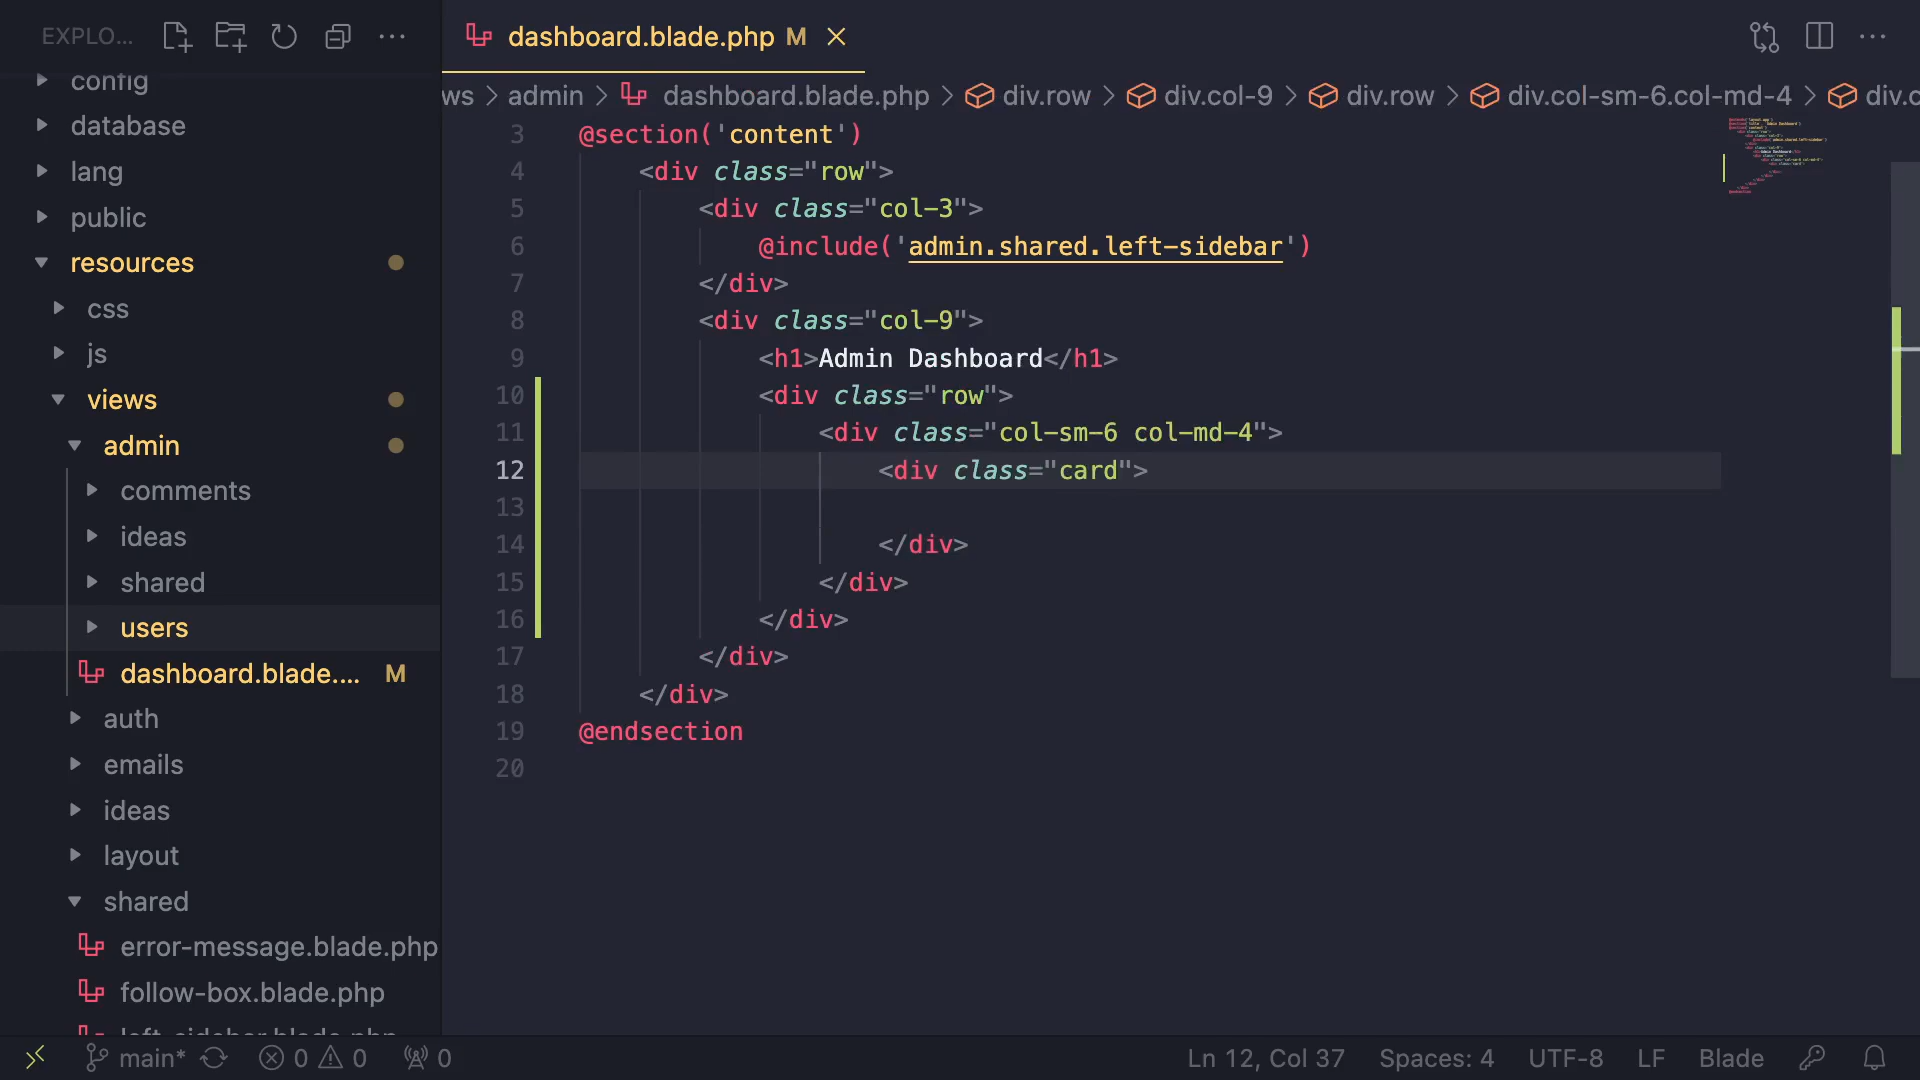 EXPLO...
config
database
lang
public
resources
css
js
views
admin
comments
ideas
shared
users
dashboard.blade.... M
auth
emails
ideas
layout
shared
error-message.blade.php
follow-box.blade.php
left-sidebar.blade.php
dashboard.blade.php M
ws > admin > dashboard.blade.php > div.row > div.col-9 > div.row > div.col-sm-6.col-md-4 > div.c
3 @section('content')
4 <div class="row">
5 <div class="col-3">
6 @include('admin.shared.left-sidebar')
7 </div>
8 <div class="col-9">
9 <h1>Admin Dashboard</h1>
10 <div class="row">
11 <div class="col-sm-6 col-md-4">
12 <div class="card">
13
14 </div>
15 </div>
16 </div>
17 </div>
18 </div>
19 @endsection
20
main* 0 0 0 Ln 12, Col 37 Spaces: 4 UTF-8 LF Blade